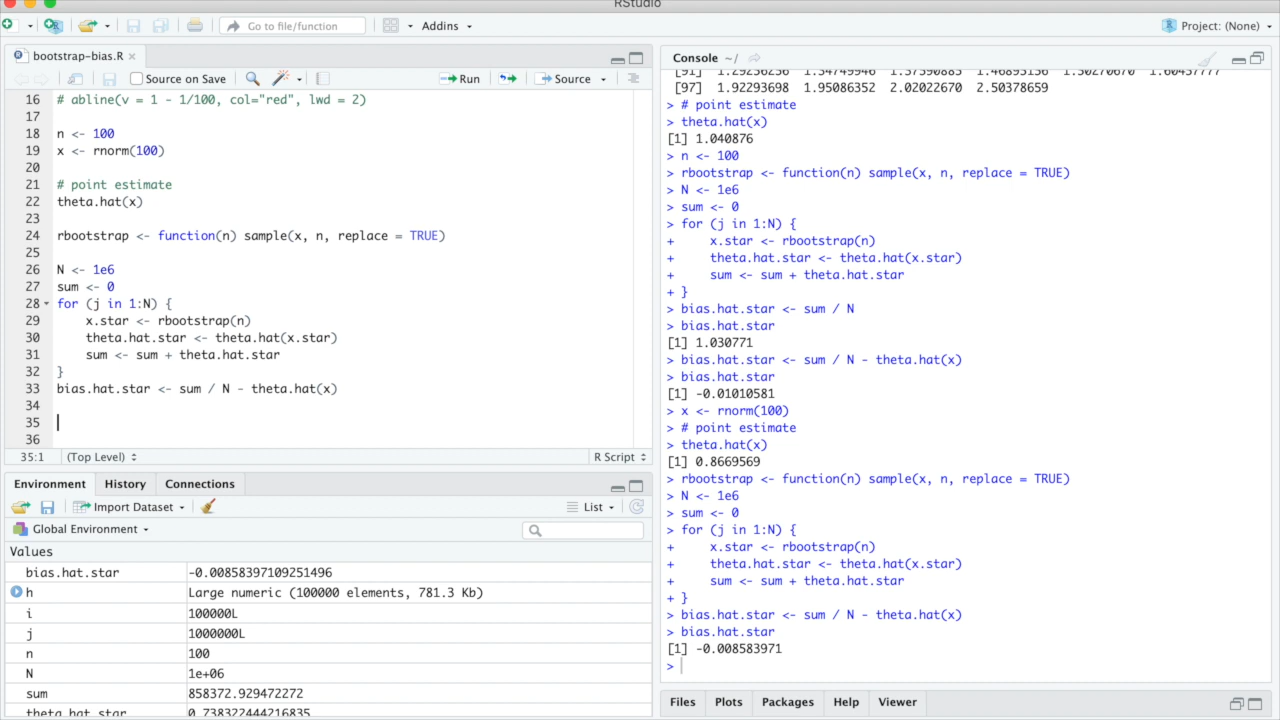 RStudio
Go to file/function
Addins
Project: (None)
bootstrap-bias.R
Source on Save
Run
Source
16 # abline(v = 1 - 1/100, col="red", lwd = 2)
17
18 n <- 100
19 x <- rnorm(100)
20
21 # point estimate
22 theta.hat(x)
23
24 rbootstrap <- function(n) sample(x, n, replace = TRUE)
25
26 N <- 1e6
27 sum <- 0
28 for (j in 1:N) {
29 x.star <- rbootstrap(n)
30 theta.hat.star <- theta.hat(x.star)
31 sum <- sum + theta.hat.star
32 }
33 bias.hat.star <- sum / N - theta.hat(x)
34
35
36
35:1 (Top Level) R Script
Environment History Connections
Import Dataset List
Global Environment
Values
bias.hat.star -0.00858397109251496
h Large numeric (100000 elements, 781.3 Kb)
i 100000L
j 1000000L
n 100
N 1e+06
sum 858372.929472272
theta.hat.star 0.738322444216835
Console ~/
[97] 1.92293698 1.95086352 2.02022670 2.50378659
> # point estimate
> theta.hat(x)
[1] 1.040876
> n <- 100
> rbootstrap <- function(n) sample(x, n, replace = TRUE)
> N <- 1e6
> sum <- 0
> for (j in 1:N) {
+ x.star <- rbootstrap(n)
+ theta.hat.star <- theta.hat(x.star)
+ sum <- sum + theta.hat.star
+ }
> bias.hat.star <- sum / N
> bias.hat.star
[1] 1.030771
> bias.hat.star <- sum / N - theta.hat(x)
> bias.hat.star
[1] -0.01010581
> x <- rnorm(100)
> # point estimate
> theta.hat(x)
[1] 0.8669569
> rbootstrap <- function(n) sample(x, n, replace = TRUE)
> N <- 1e6
> sum <- 0
> for (j in 1:N) {
+ x.star <- rbootstrap(n)
+ theta.hat.star <- theta.hat(x.star)
+ sum <- sum + theta.hat.star
+ }
> bias.hat.star <- sum / N - theta.hat(x)
> bias.hat.star
[1] -0.008583971
>
Files Plots Packages Help Viewer